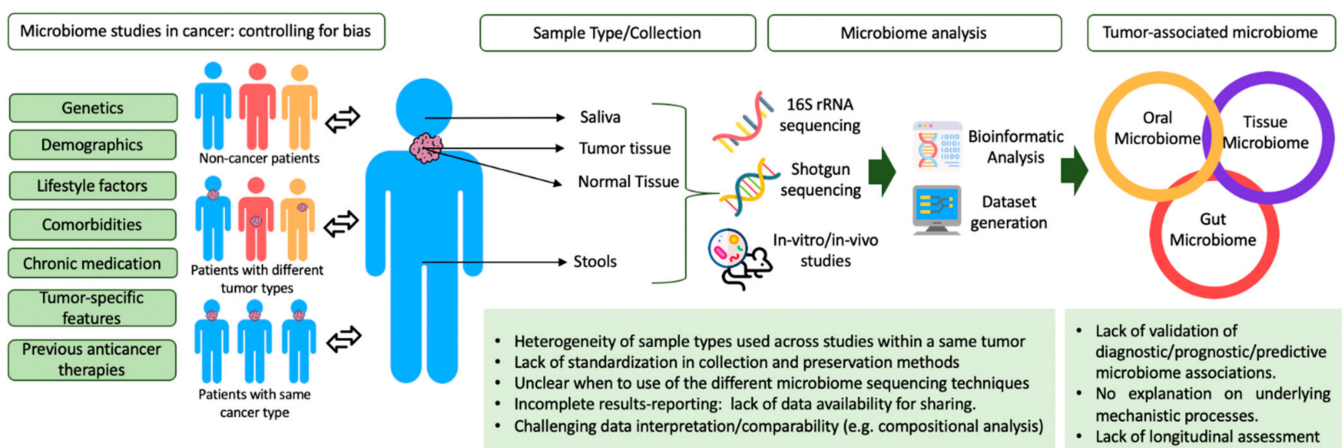 Microbiome studies in cancer: controlling for bias
Genetics
Demographics
Lifestyle factors
Comorbidities
Chronic medication
Tumor-specific
features
Previous anticancer
therapies
Non-cancer patients
Patients with different
tumor types
Patients with same
cancer type
Sample Type/Collection
Saliva
Tumor tissue
Normal Tissue
Stools
Microbiome analysis
16S rRNA
sequencing
Shotgun
sequencing
In-vitro/in-vivo
studies
Bioinformatic
Analysis
Dataset
generation
Tumor-associated microbiome
Oral
Microbiome
Tissue
Microbiome
Gut
Microbiome
• Heterogeneity of sample types used across studies within a same tumor
• Lack of standardization in collection and preservation methods
• Unclear when to use of the different microbiome sequencing techniques
• Incomplete results-reporting: lack of data availability for sharing.
• Challenging data interpretation/comparability (e.g. compositional analysis)
• Lack of validation of
diagnostic/prognostic/predictive
microbiome associations.
• No explanation on underlying
mechanistic processes.
• Lack of longitudinal assessment